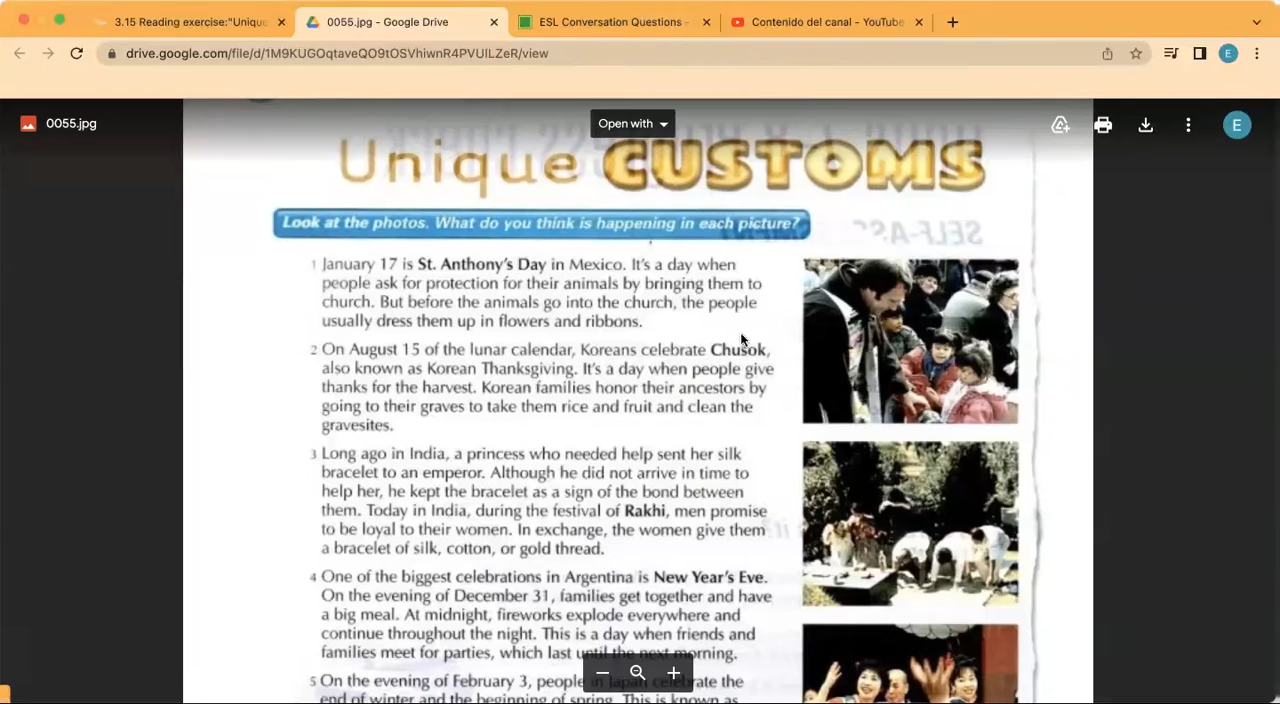 3.15 Reading exercise:"Unique
0055.jpg - Google Drive
ESL Conversation Questions -
Contenido del canal - YouTube
drive.google.com/file/d/1M9KUGOqtaveQO9tOSVhiwnR4PVUlLZeR/view
E
0055.jpg
Open with
E
Unique CUSTOMS
Look at the photos. What do you think is happening in each picture?
1 January 17 is St. Anthony's Day in Mexico. It's a day when
people ask for protection for their animals by bringing them to
church. But before the animals go into the church, the people
usually dress them up in flowers and ribbons.
2 On August 15 of the lunar calendar, Koreans celebrate Chusok,
also known as Korean Thanksgiving. It's a day when people give
thanks for the harvest. Korean families honor their ancestors by
going to their graves to take them rice and fruit and clean the
gravesites.
3 Long ago in India, a princess who needed help sent her silk
bracelet to an emperor. Although he did not arrive in time to
help her, he kept the bracelet as a sign of the bond between
them. Today in India, during the festival of Rakhi, men promise
to be loyal to their women. In exchange, the women give them
a bracelet of silk, cotton, or gold thread.
4 One of the biggest celebrations in Argentina is New Year's Eve.
On the evening of December 31, families get together and have
a big meal. At midnight, fireworks explode everywhere and
continue throughout the night. This is a day when friends and
families meet for parties, which last until the next morning.
5 On the evening of February 3, people in Japan celebrate the
end of winter and the beginning of spring. This is known as